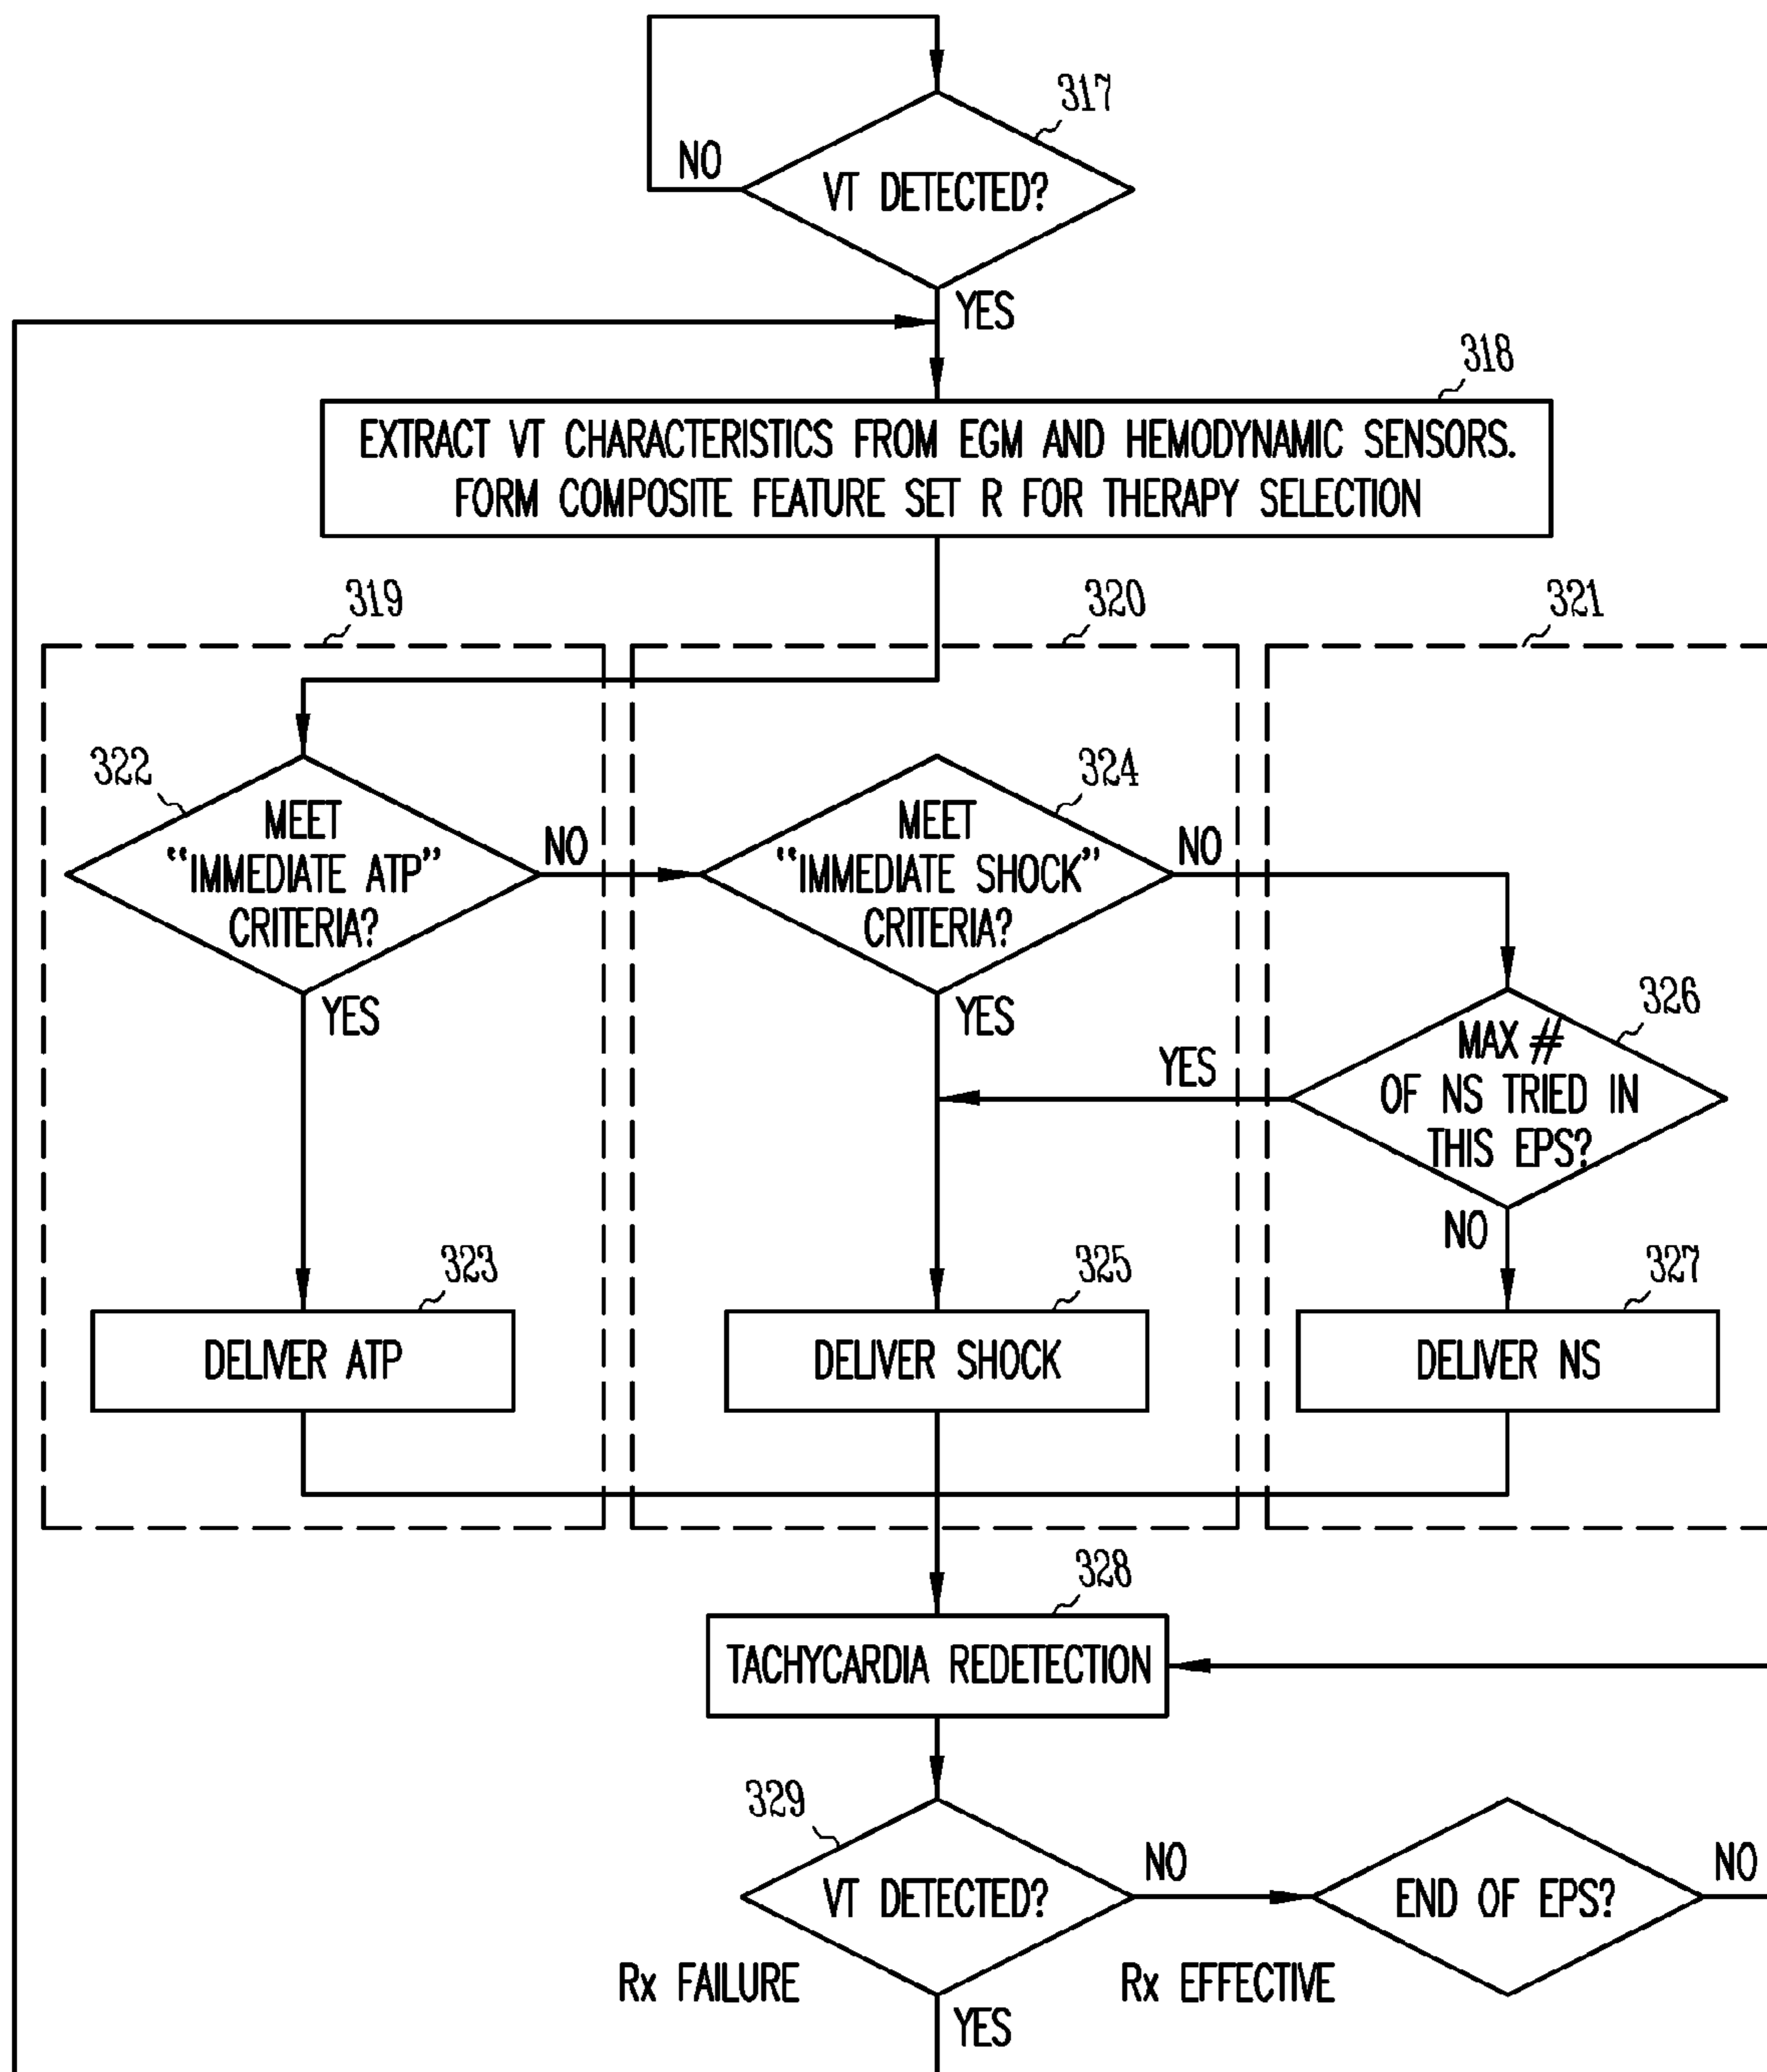 317
NO
VT DETECTED?
YES
318
EXTRACT VT CHARACTERISTICS FROM EGM AND HEMODYNAMIC SENSORS.
FORM COMPOSITE FEATURE SET R FOR THERAPY SELECTION
319
320
321
322
MEET
“IMMEDIATE ATP”
CRITERIA?
NO
YES
324
MEET
“IMMEDIATE SHOCK”
CRITERIA?
NO
YES
326
MAX #
OF NS TRIED IN
THIS EPS?
YES
NO
323
DELIVER ATP
325
DELIVER SHOCK
327
DELIVER NS
328
TACHYCARDIA REDETECTION
329
VT DETECTED?
NO
END OF EPS?
NO
Rx FAILURE
Rx EFFECTIVE
YES